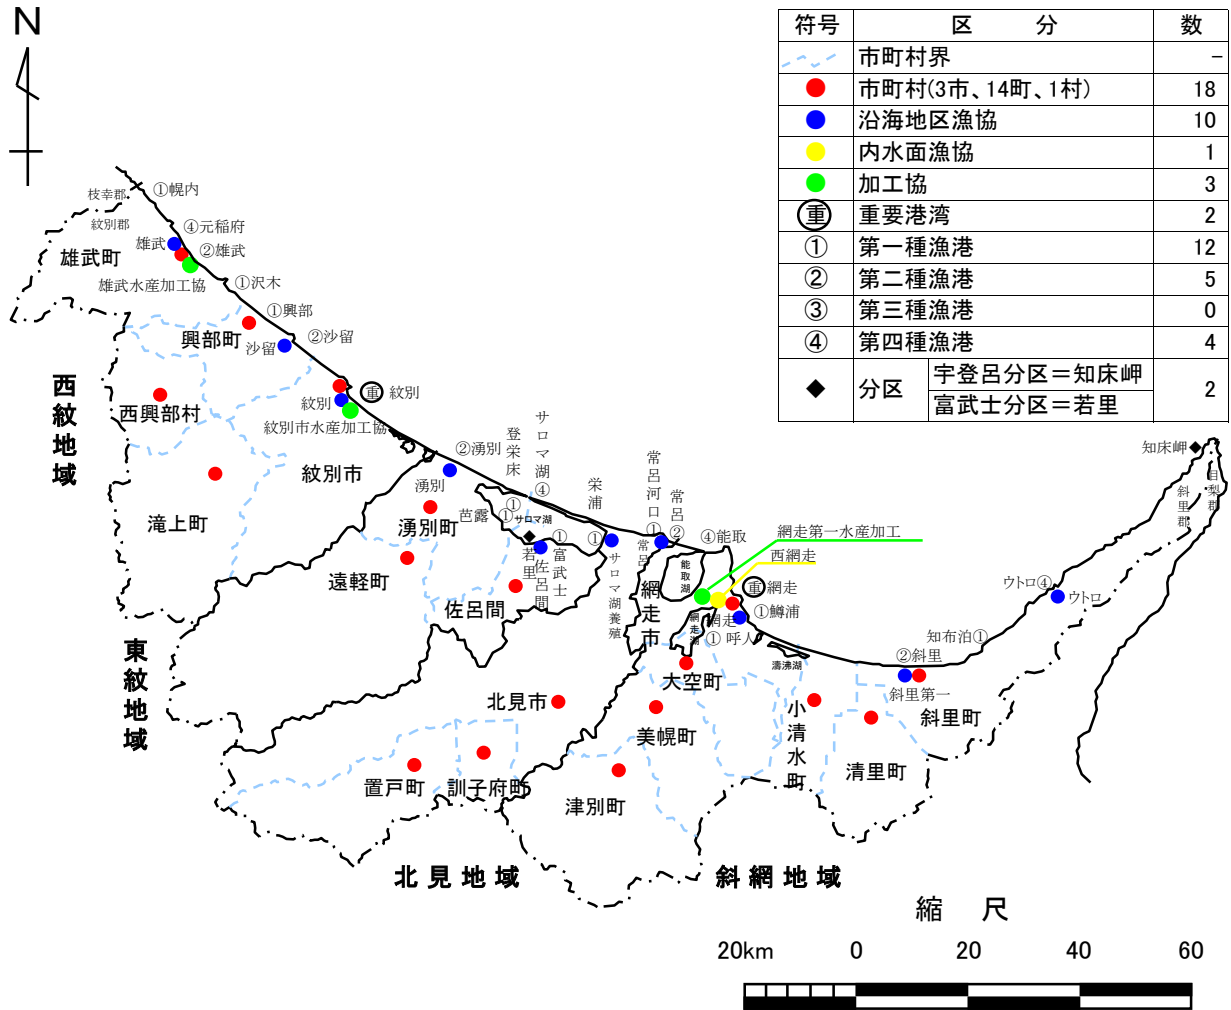 N
符号 区 分 数
市町村界 －
市町村(3市、14町、1村) 18
沿海地区漁協 10
内水面漁協 1
加工協 3
重 重要港湾 2
① 第一種漁港 12
② 第二種漁港 5
③ 第三種漁港 0
④ 第四種漁港 4
◆ 分区 宇登呂分区＝知床岬 2
富武士分区＝若里
枝幸郡
①幌内
紋別郡
④元稲府
雄武
②雄武
雄武町
雄武水産加工協
①沢木
①興部
興部町
沙留
②沙留
西紋地域
西興部村
重 紋別
紋別
紋別市水産加工協
紋別市
滝上町
②湧別
湧別
湧別町
登栄床①
サロマ湖④
芭露①
サロマ湖
栄浦①
若里
佐呂間
富武士①
サロマ湖養殖
常呂河口①
常呂②
常呂
④能取
能取湖
網走第一水産加工
西網走
重 網走
①鱒浦
網走
①呼人
網走湖
網走市
濤沸湖
知床岬◆
目梨郡
斜里郡
ウトロ④
ウトロ
知布泊①
②斜里
斜里第一
斜里町
遠軽町
佐呂間
東紋地域
北見市
大空町
美幌町
小清水町
清里町
置戸町
訓子府町
津別町
北見地域
斜網地域
縮 尺
20km 0 20 40 60